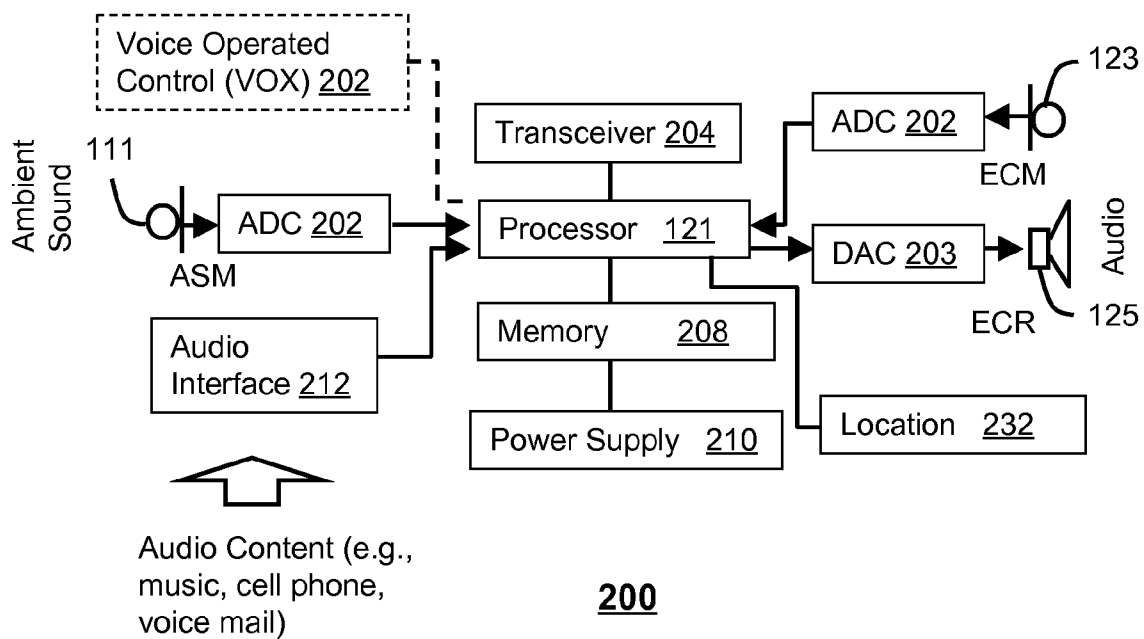 Voice Operated
Control (VOX) 202
Transceiver 204
ADC 202
123
ECM
Ambient
Sound
111
ADC 202
ASM
Processor 121
DAC 203
Audio
ECR
125
Audio
Interface 212
Memory 208
Power Supply 210
Location 232
Audio Content (e.g.,
music, cell phone,
voice mail)
200